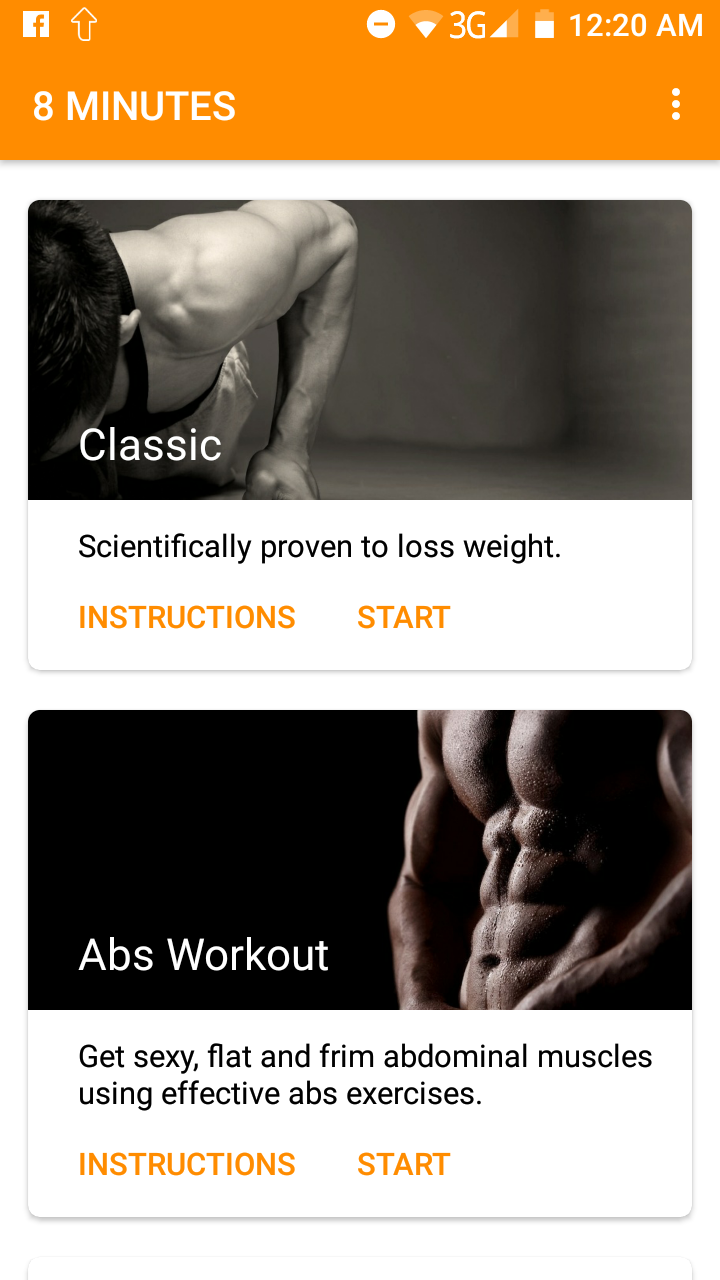 3G 12:20 AM
8 MINUTES
Classic
Scientifically proven to loss weight.
INSTRUCTIONS START
Abs Workout
Get sexy, flat and frim abdominal muscles
using effective abs exercises.
INSTRUCTIONS START